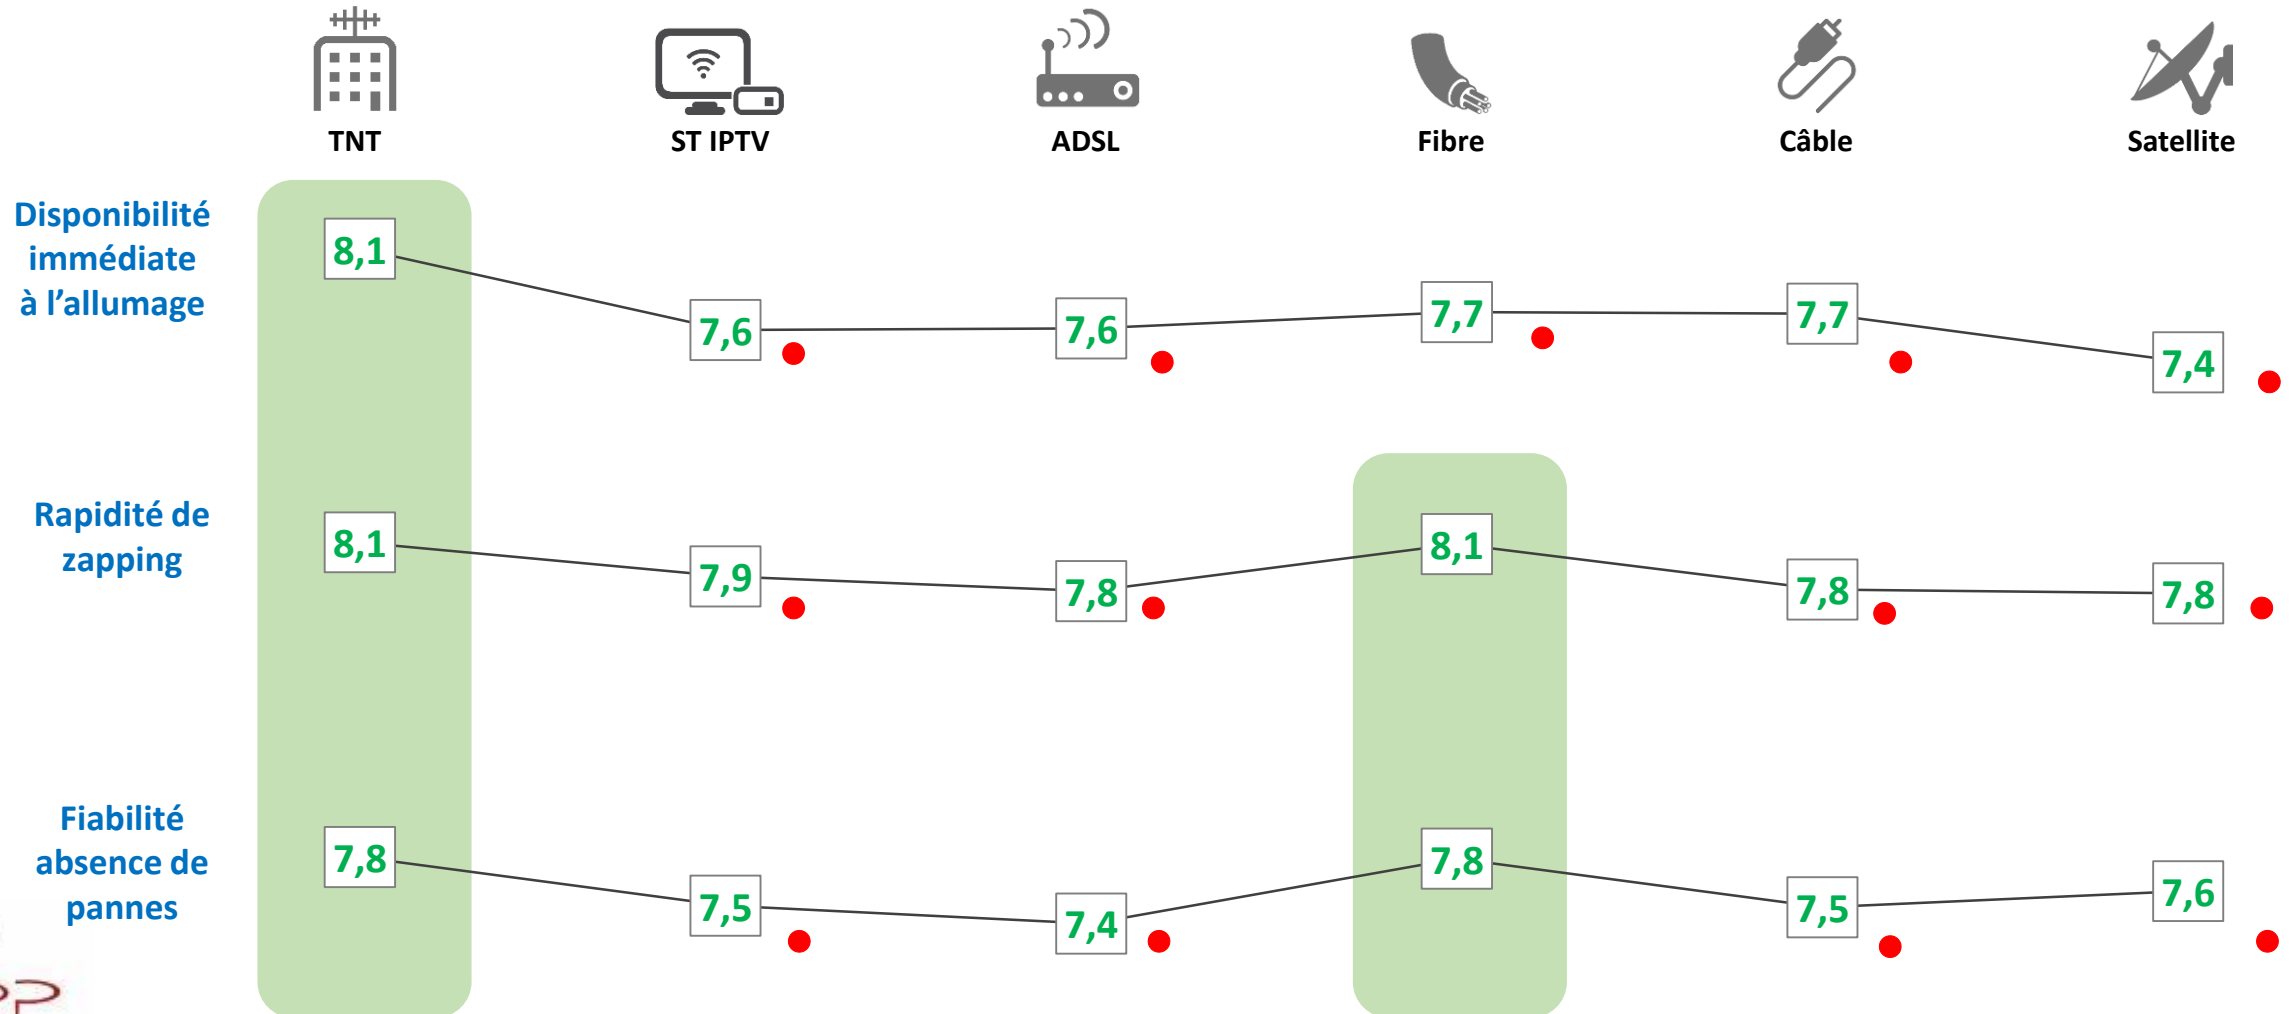 TNT
ST IPTV
ADSL
Fibre
Câble
Satellite
Disponibilité
immédiate
à l'allumage
8,1
7,6
7,6
7,7
7,7
7,4
Rapidité de
zapping
8,1
7,9
7,8
8,1
7,8
7,8
Fiabilité
absence de
pannes
7,8
7,5
7,4
7,8
7,5
7,6